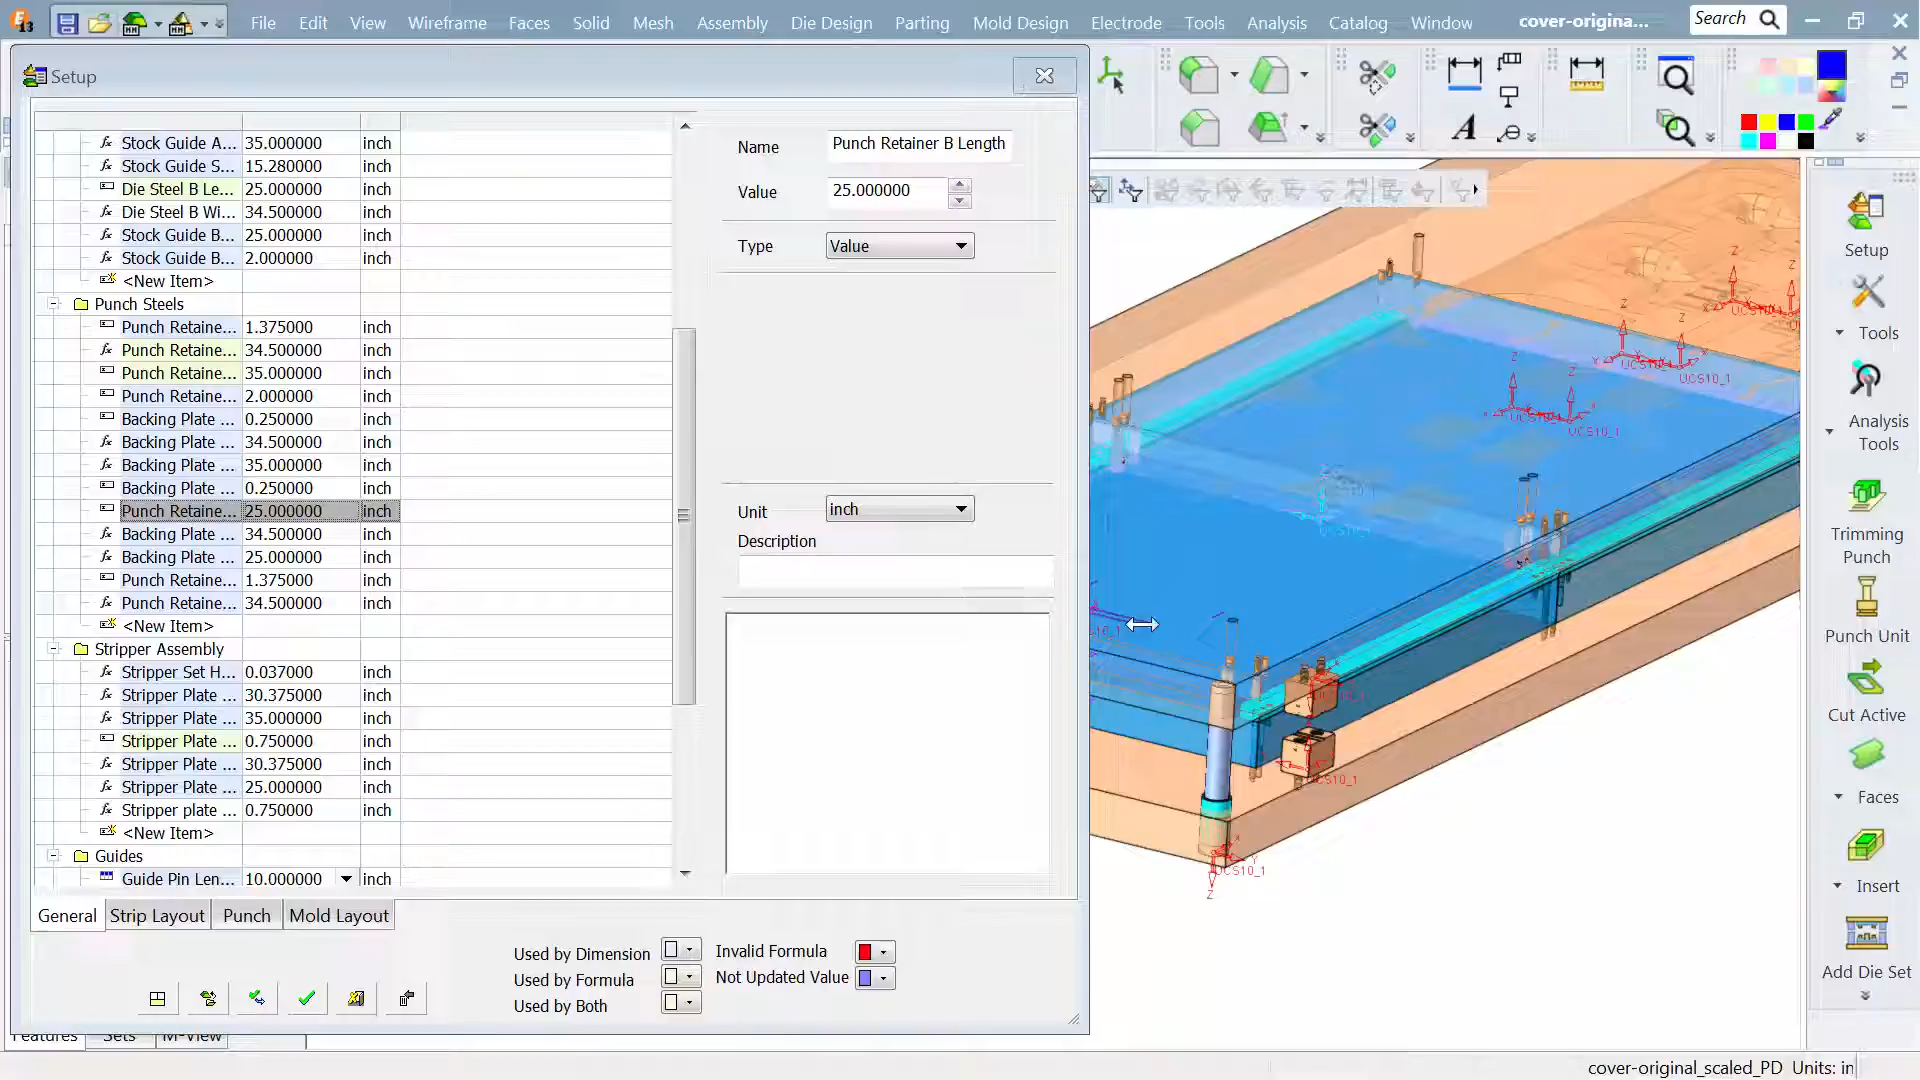 File Edit View Wireframe Faces Solid Mesh Assembly Die Design Parting Mold Design Electrode Tools Analysis Catalog Window cover-origina... Search
Setup
Stock Guide A... 35.000000 inch
Stock Guide S... 15.280000 inch
Die Steel B Le... 25.000000 inch
Die Steel B Wi... 34.500000 inch
Stock Guide B... 25.000000 inch
Stock Guide B... 2.000000 inch
<New Item>
Punch Steels
Punch Retaine... 1.375000 inch
Punch Retaine... 34.500000 inch
Punch Retaine... 35.000000 inch
Punch Retaine... 2.000000 inch
Backing Plate ... 0.250000 inch
Backing Plate ... 34.500000 inch
Backing Plate ... 35.000000 inch
Backing Plate ... 0.250000 inch
Punch Retaine... 25.000000 inch
Backing Plate ... 34.500000 inch
Backing Plate ... 25.000000 inch
Punch Retaine... 1.375000 inch
Punch Retaine... 34.500000 inch
<New Item>
Stripper Assembly
Stripper Set H... 0.037000 inch
Stripper Plate ... 30.375000 inch
Stripper Plate ... 35.000000 inch
Stripper Plate ... 0.750000 inch
Stripper Plate ... 30.375000 inch
Stripper Plate ... 25.000000 inch
Stripper plate ... 0.750000 inch
<New Item>
Guides
Guide Pin Len... 10.000000 inch
General Strip Layout Punch Mold Layout
Name Punch Retainer B Length
Value 25.000000
Type Value
Unit inch
Description
Used by Dimension Invalid Formula
Used by Formula Not Updated Value
Used by Both
Features Sets M-View
UCS10_1
UCS10_1
UCS10_1
UCS10_1
UCS10_1
UCS10_1
UCS10_1
Setup
Tools
Analysis
Tools
Trimming
Punch
Punch Unit
Cut Active
Faces
Insert
Add Die Set
cover-original_scaled_PD Units: in